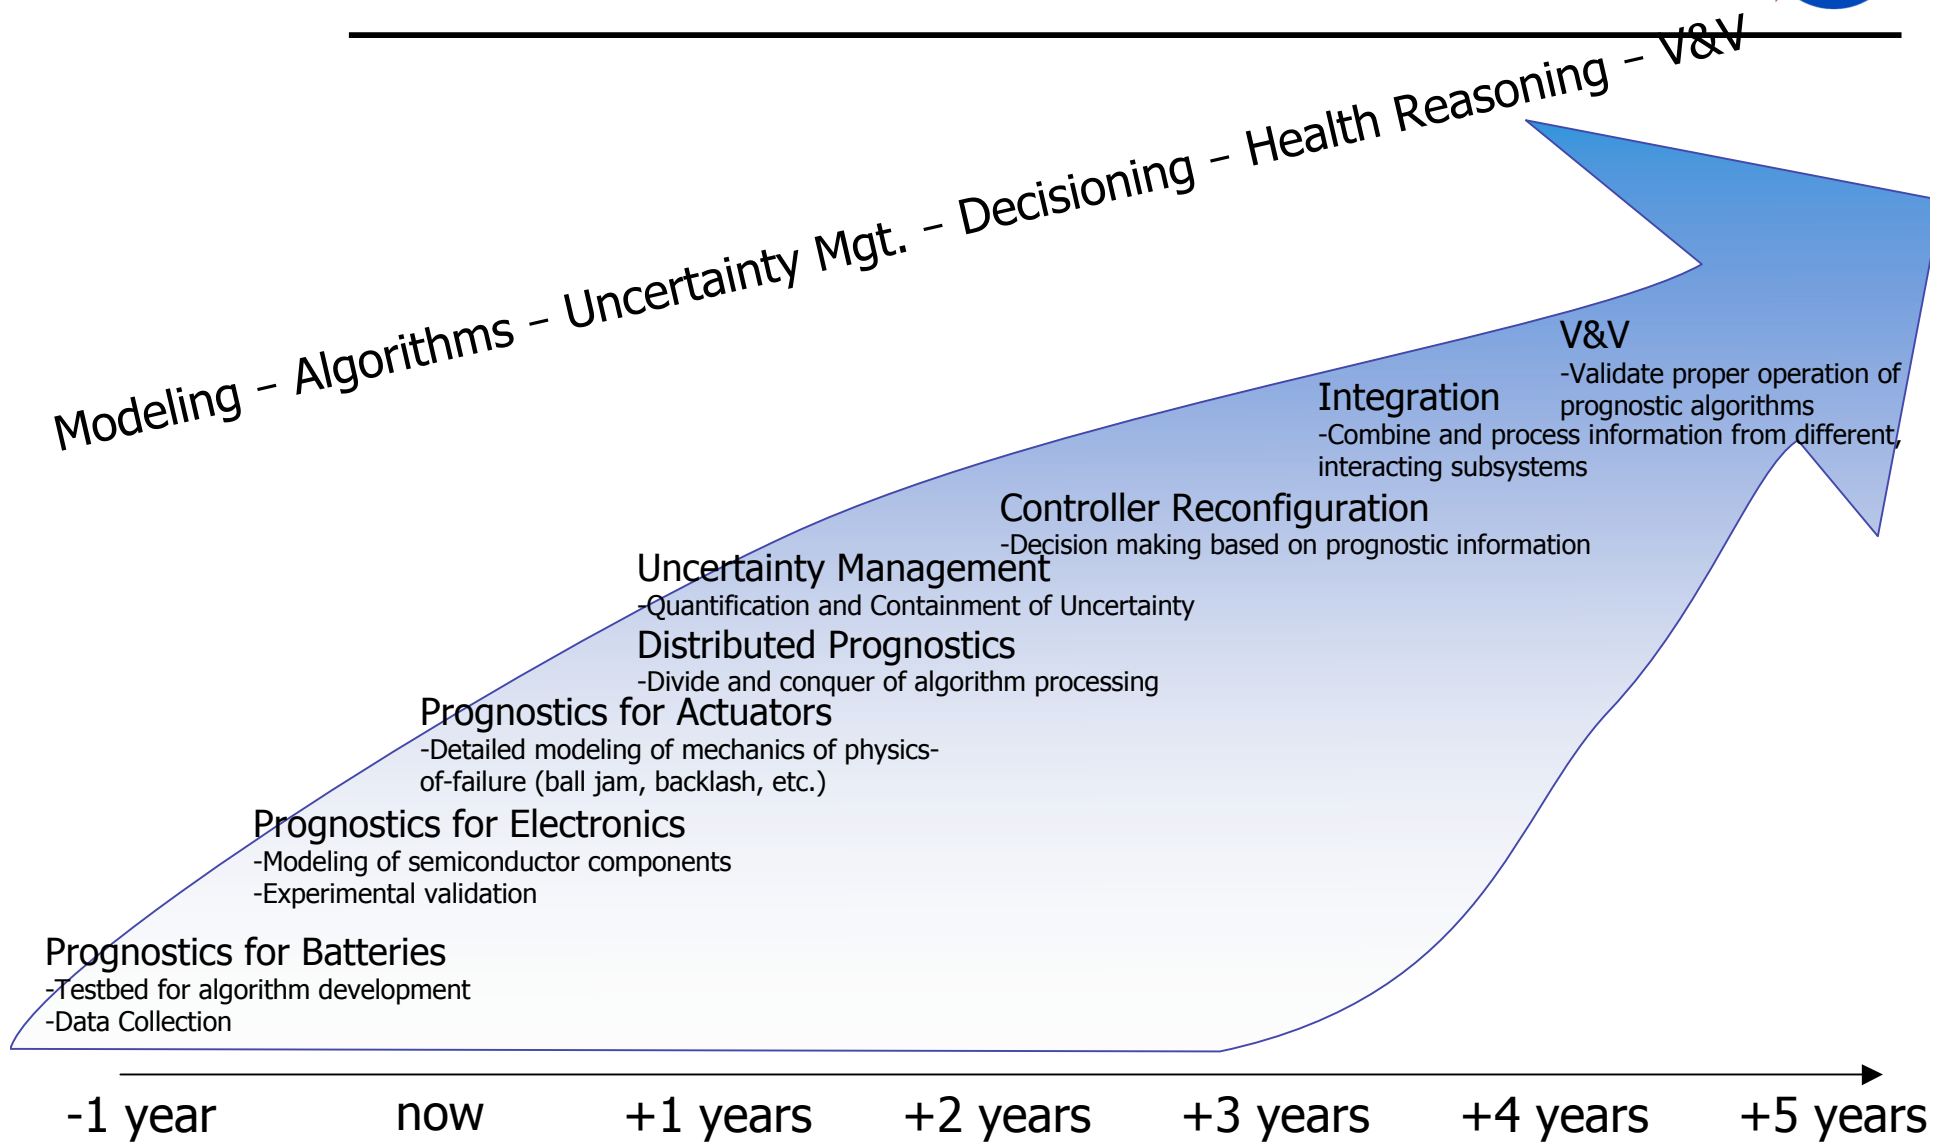 Modeling – Algorithms – Uncertainty Mgt. – Decisioning – Health Reasoning – V&V
V&V
-Validate proper operation of
prognostic algorithms
Integration
-Combine and process information from different,
interacting subsystems
Controller Reconfiguration
-Decision making based on prognostic information
Uncertainty Management
-Quantification and Containment of Uncertainty
Distributed Prognostics
-Divide and conquer of algorithm processing
Prognostics for Actuators
-Detailed modeling of mechanics of physics-
of-failure (ball jam, backlash, etc.)
Prognostics for Electronics
-Modeling of semiconductor components
-Experimental validation
Prognostics for Batteries
-Testbed for algorithm development
-Data Collection
-1 year now +1 years +2 years +3 years +4 years +5 years